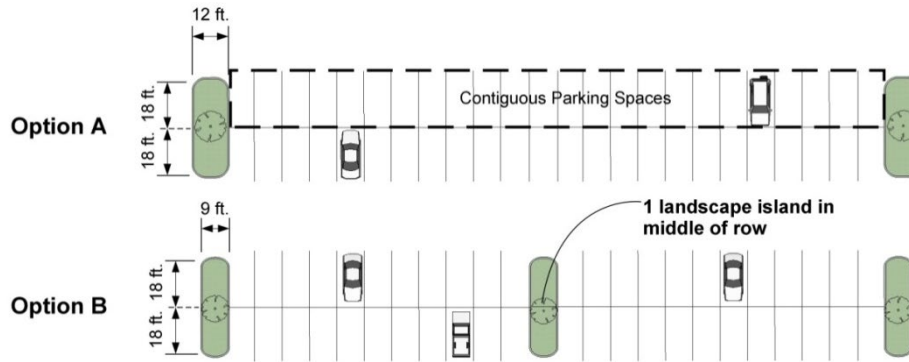 12 ft.
18 ft.
Contiguous Parking Spaces
Option A
18 ft.
9 ft.
1 landscape island in
middle of row
18 ft.
Option B
18 ft.